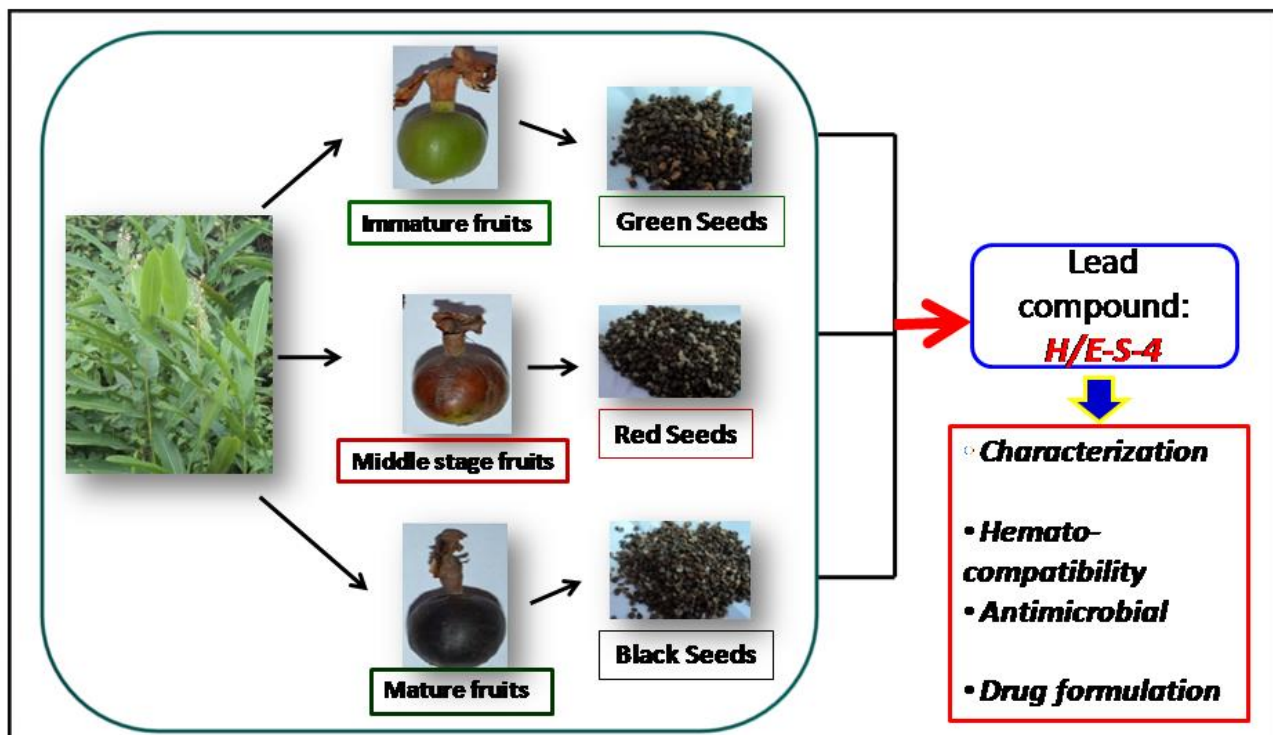 Immature fruits
Green Seeds
Middle stage fruits
Red Seeds
Mature fruits
Black Seeds
Lead
compound:
H/E-S-4
◦ Characterization
• Hemato-
compatibility
• Antimicrobial
• Drug formulation